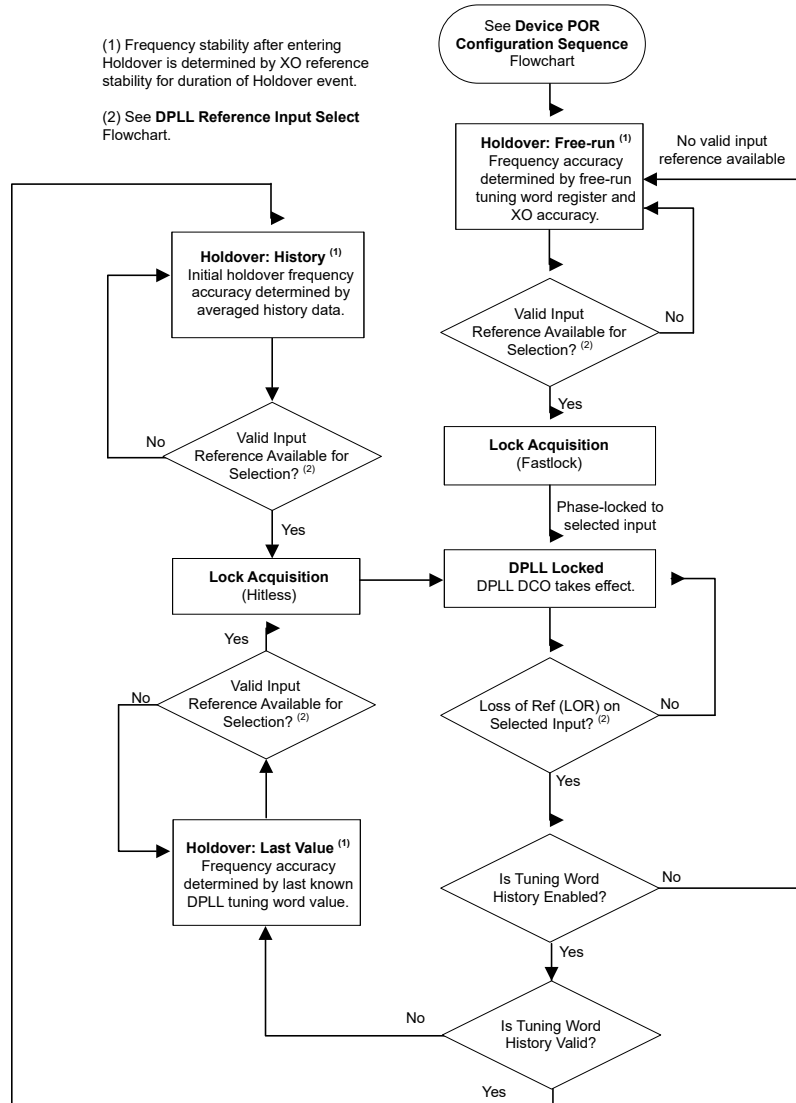 (1) Frequency stability after entering
Holdover is determined by XO reference
stability for duration of Holdover event.
(2) See DPLL Reference Input Select
Flowchart.
See Device POR
Configuration Sequence
Flowchart
Holdover: Free-run (1)
Frequency accuracy
determined by free-run
tuning word register and
XO accuracy.
No valid input
reference available
Valid Input
Reference Available for
Selection? (2)
No
Yes
Lock Acquisition
(Fastlock)
Phase-locked to
selected input
Holdover: History (1)
Initial holdover frequency
accuracy determined by
averaged history data.
Valid Input
Reference Available for
Selection? (2)
No
Yes
Lock Acquisition
(Hitless)
DPLL Locked
DPLL DCO takes effect.
Yes
Valid Input
Reference Available for
Selection? (2)
No
Loss of Ref (LOR) on
Selected Input? (2)
No
Yes
Holdover: Last Value (1)
Frequency accuracy
determined by last known
DPLL tuning word value.
Is Tuning Word
History Enabled?
No
Yes
Is Tuning Word
History Valid?
No
Yes